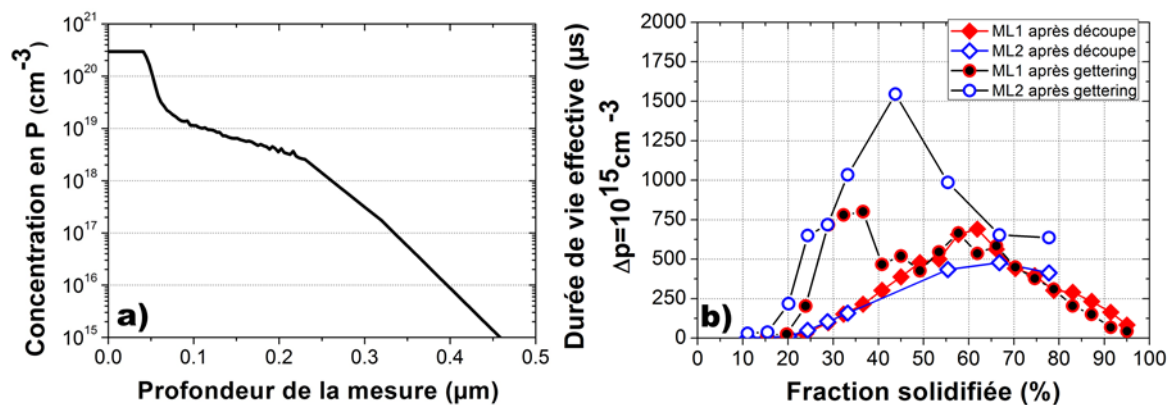 10²¹
10²⁰
10¹⁹
10¹⁸
10¹⁷
10¹⁶
10¹⁵
Concentration en P (cm⁻³)
a)
0.0 0.1 0.2 0.3 0.4 0.5
Profondeur de la mesure (µm)
Durée de vie effective (µs)
Δp=10¹⁵cm⁻³
2000
1750
1500
1250
1000
750
500
250
0
ML1 après découpe
ML2 après découpe
ML1 après gettering
ML2 après gettering
b)
0 10 20 30 40 50 60 70 80 90 100
Fraction solidifiée (%)